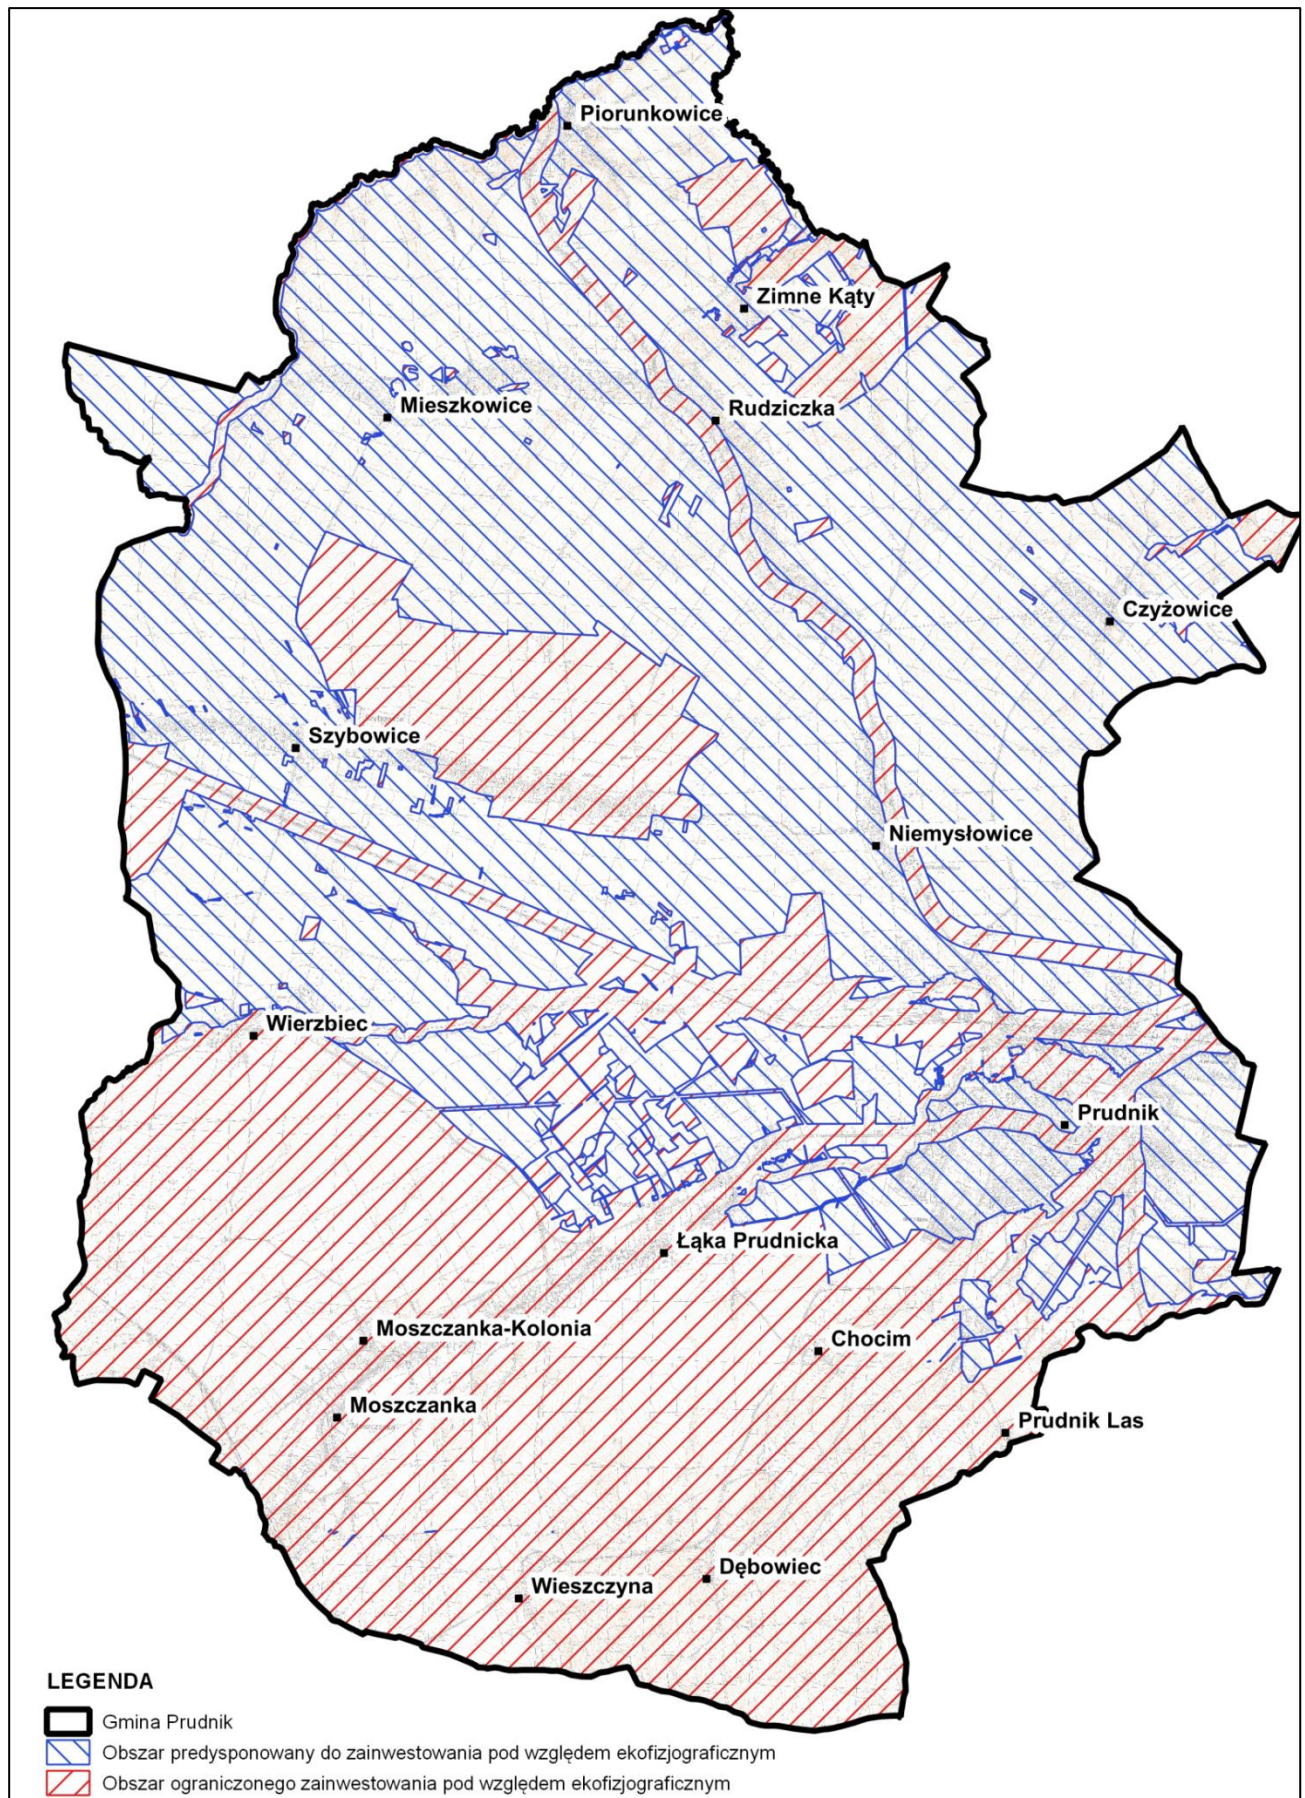 Piorunkowice
Zimne Kąty
Mieszkowice
Rudziczka
Czyżowice
Szybowice
Niemysłowice
Wierzbiec
Prudnik
Łąka Prudnicka
Moszczanka-Kolonia
Chocim
Moszczanka
Prudnik Las
Dębowiec
Wieszczyna
LEGENDA
Gmina Prudnik
Obszar predysponowany do zainwestowania pod względem ekofizjograficznym
Obszar ograniczonego zainwestowania pod względem ekofizjograficznym